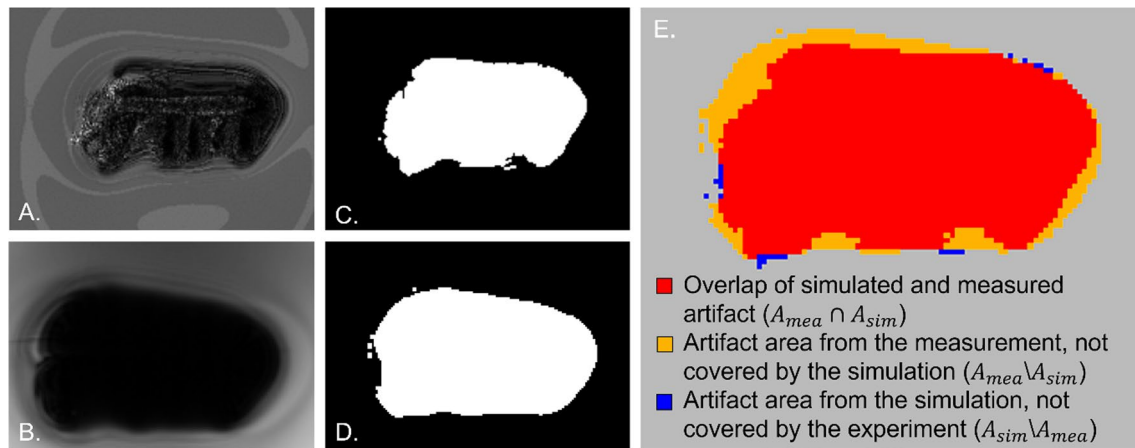 A.
C.
B.
D.
E.
Overlap of simulated and measured
artifact (A_mea ∩ A_sim)
Artifact area from the measurement, not
covered by the simulation (A_mea\A_sim)
Artifact area from the simulation, not
covered by the experiment (A_sim\A_mea)